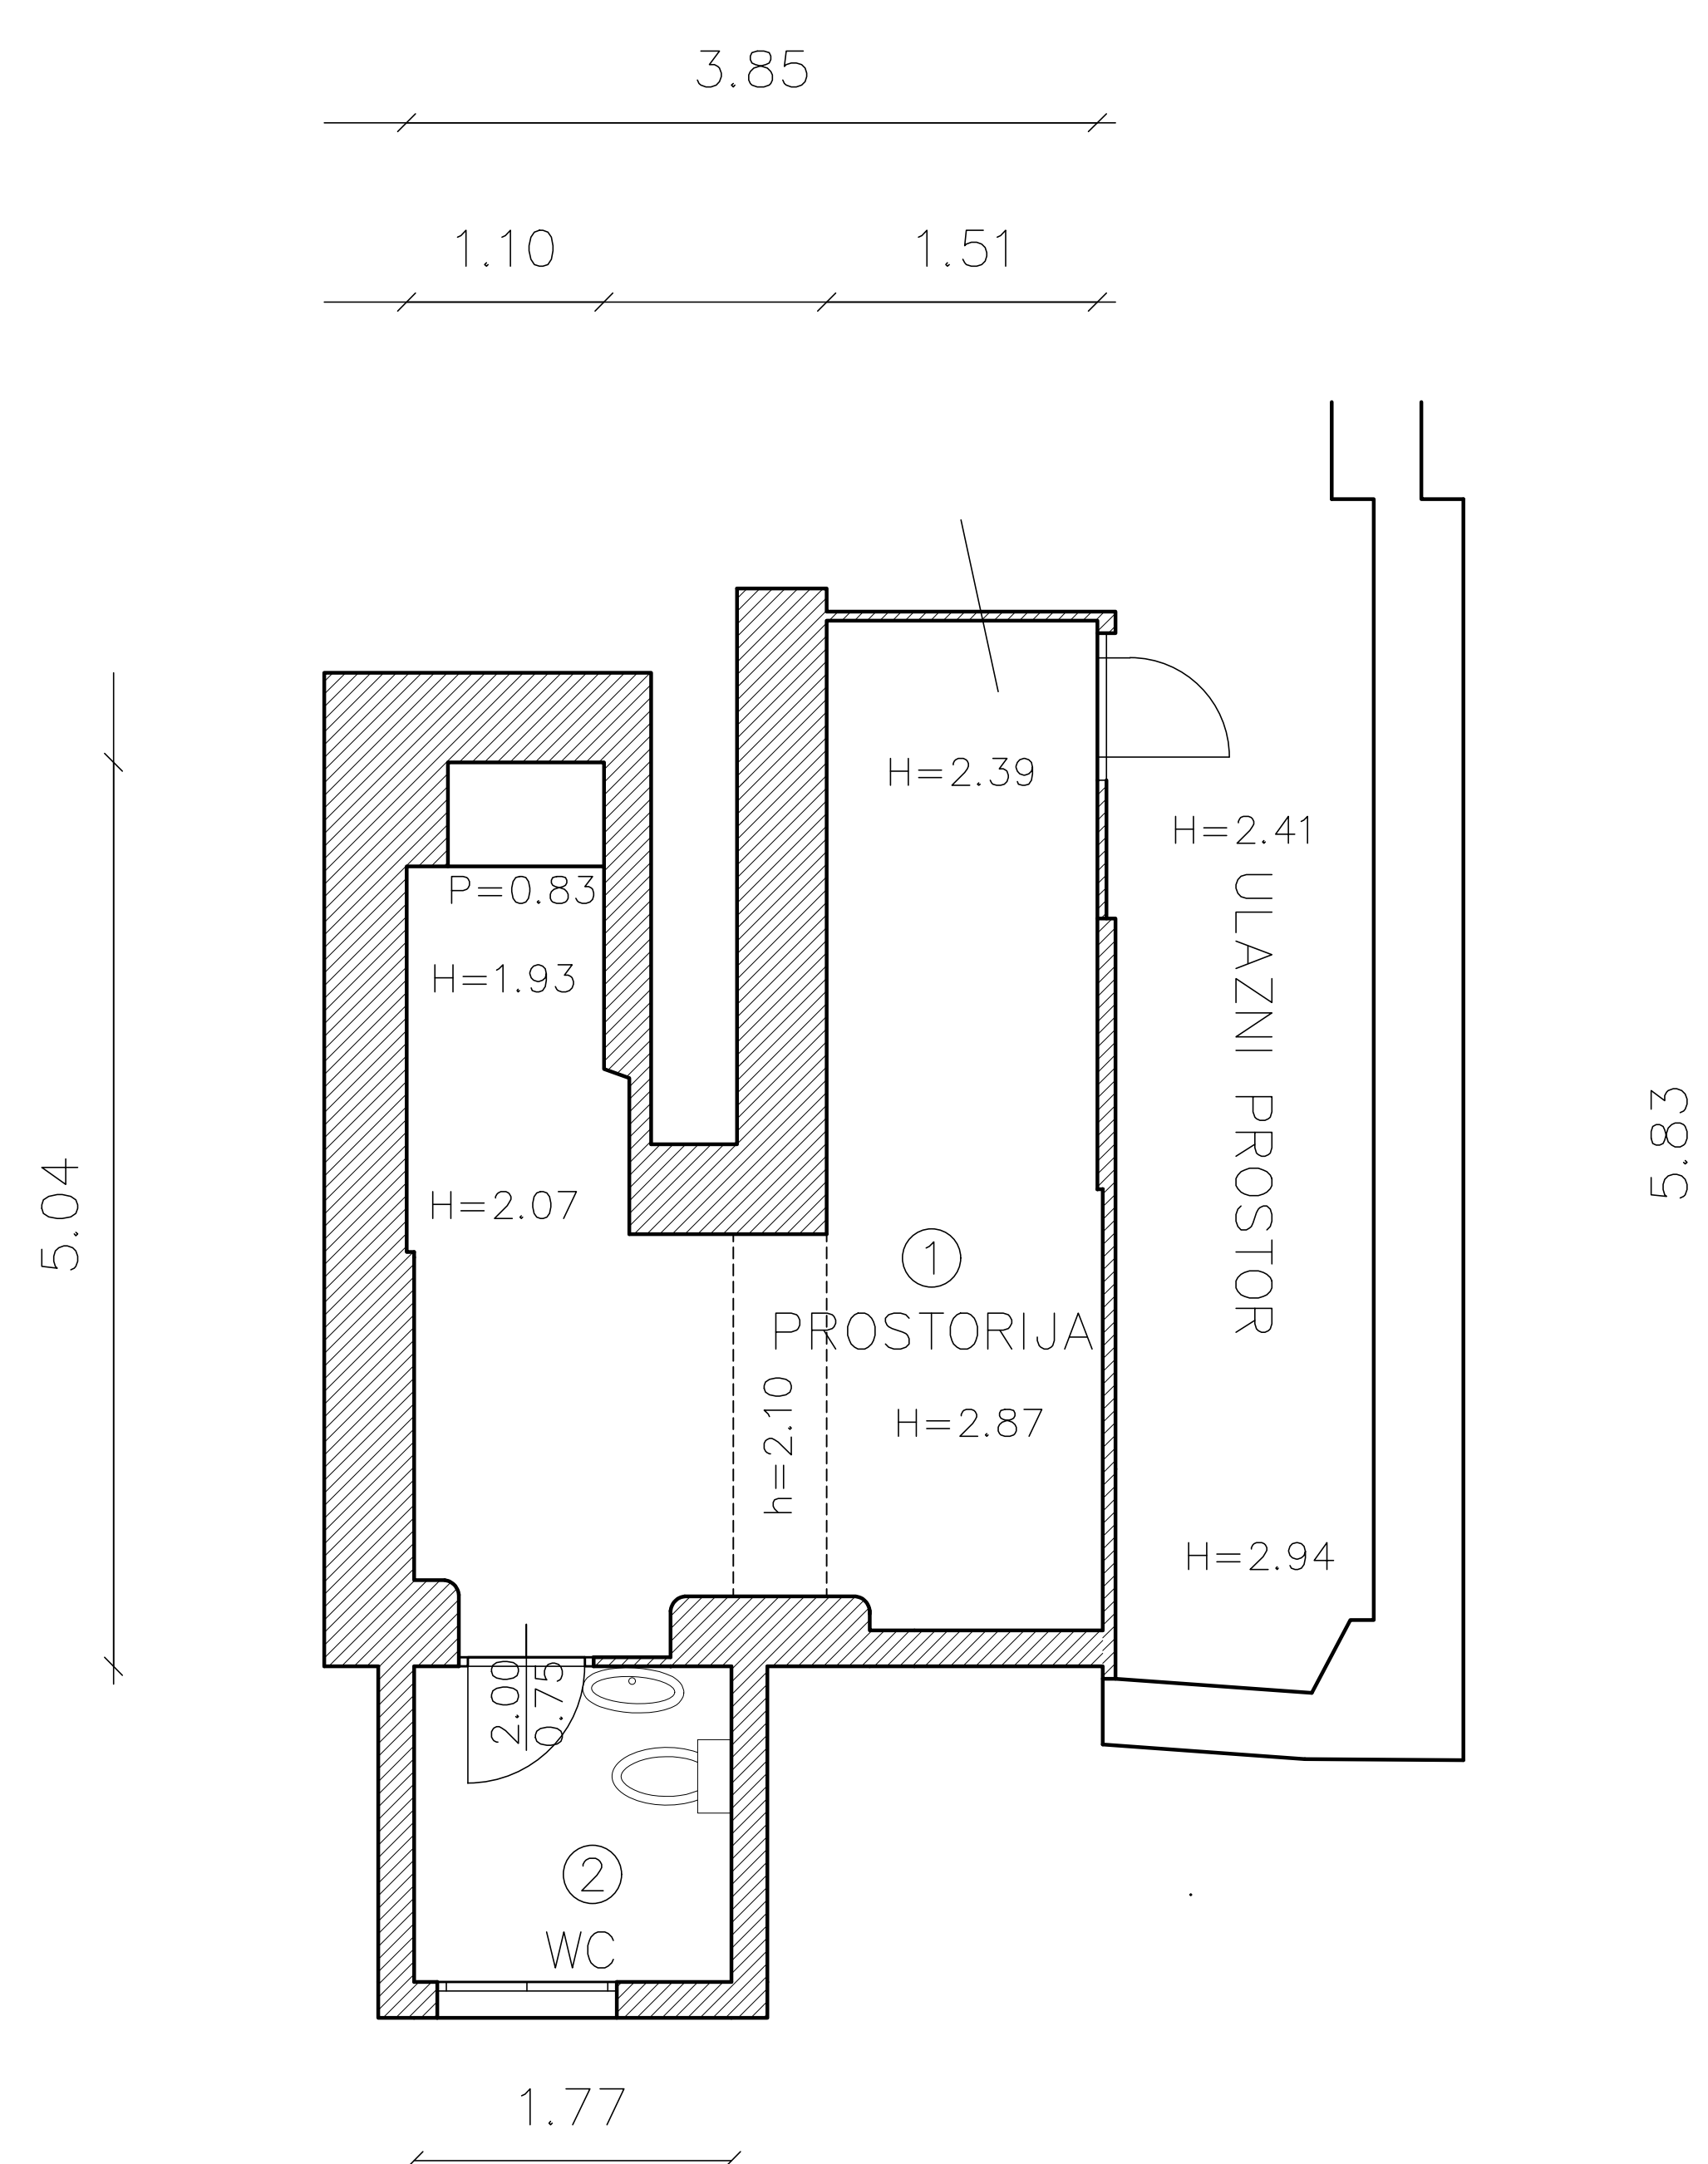 3.85
1.10
1.51
H=2.39
H=2.41
P=0.83
H=1.93
ULAZNI PROSTOR
5.83
5.04
H=2.07
1
PROSTORIJA
h=2.10
H=2.87
H=2.94
2.00
0.75
2
WC
1.77